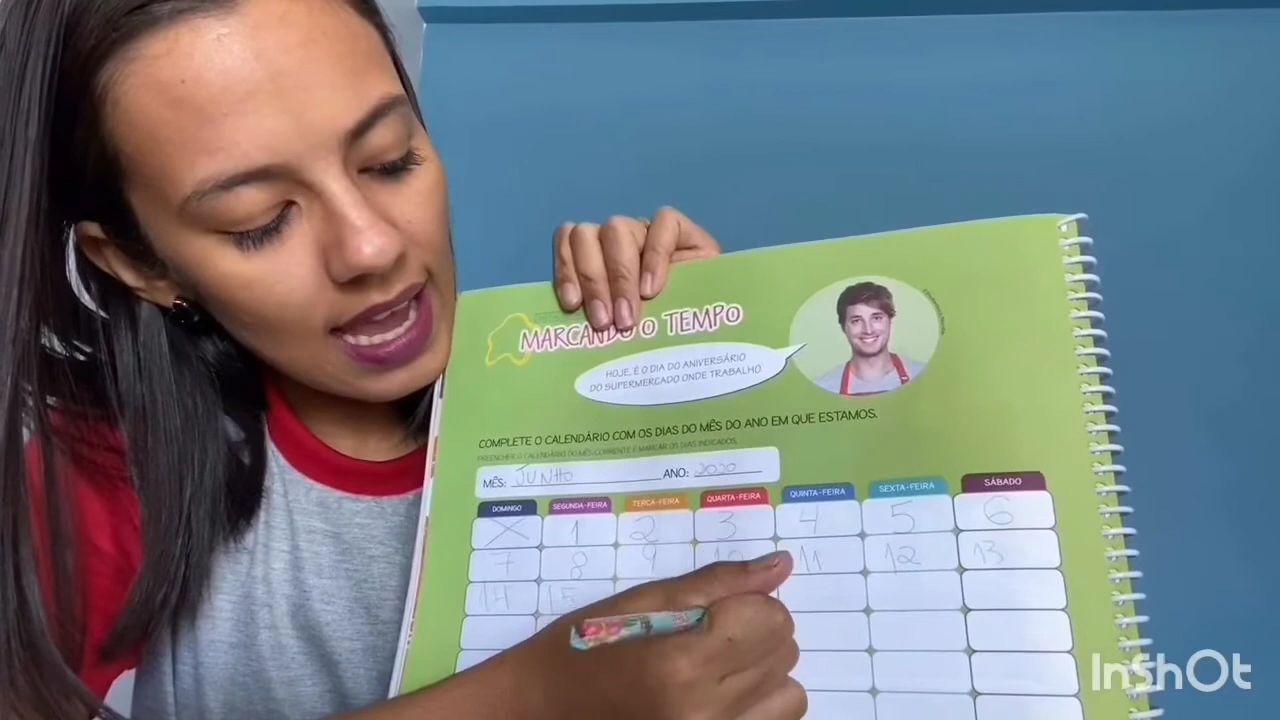 MARCANDO O TEMPO
HOJE, É O DIA DO ANIVERSÁRIO
DO SUPERMERCADO ONDE TRABALHO.
COMPLETE O CALENDÁRIO COM OS DIAS DO MÊS DO ANO EM QUE ESTAMOS.
PREENCHER O CALENDÁRIO DO MÊS CORRENTE E MARCAR OS DIAS INDICADOS.
MÊS: JUNHO ANO: 2020
DOMINGO SEGUNDA-FEIRA TERÇA-FEIRA QUARTA-FEIRA QUINTA-FEIRA SEXTA-FEIRA SÁBADO
X 1 2 3 4 5 6
7 8 9 10 11 12 13
14 15
InShOt